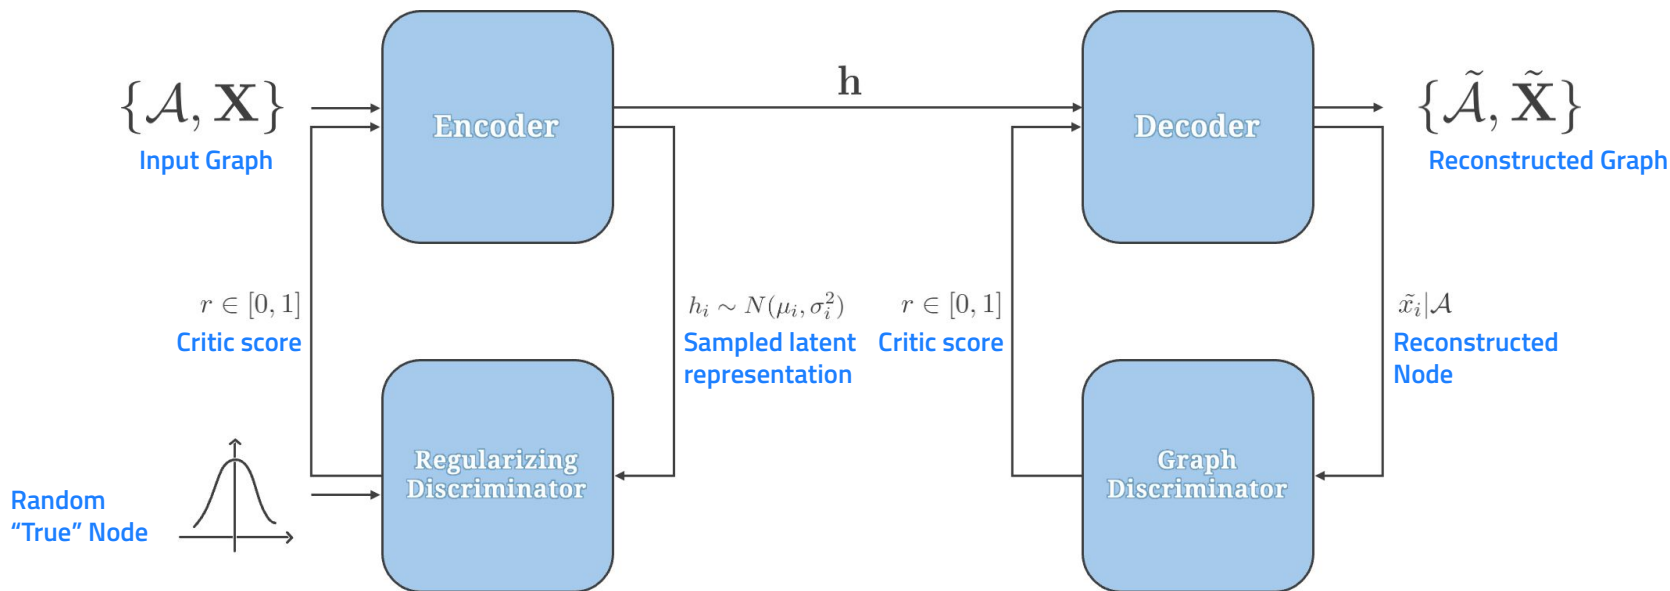 {𝒜, 𝐗}
Input Graph
Encoder
𝐡
Decoder
{𝒜̃, 𝐗̃}
Reconstructed Graph
r ∈ [0, 1]
Critic score
hᵢ ∼ N(μᵢ, σᵢ²)
Sampled latent
representation
r ∈ [0, 1]
Critic score
x̃ᵢ|𝒜
Reconstructed
Node
Random
“True” Node
Regularizing
Discriminator
Graph
Discriminator